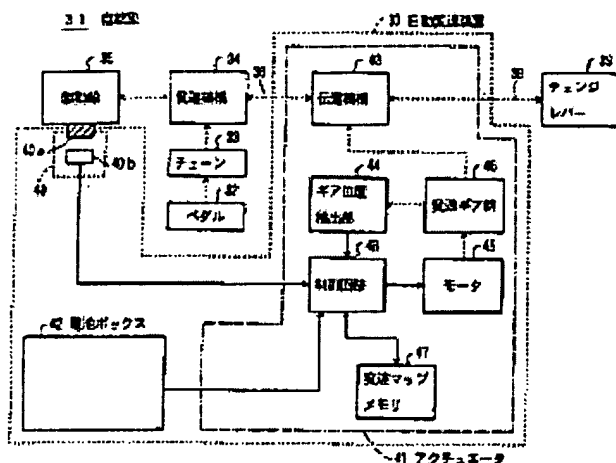 31 自転車
37 自動変速装置
35
34
36
43
38
39
変速機構
伝達機構
チェンジ
レバー
40a
40b
40
33
チェーン
32
ペダル
44
ギア位置
検出部
46
変速ギア群
48
制御回路
45
モータ
42 電池ボックス
47
変速マップ
メモリ
41 アクチュエータ